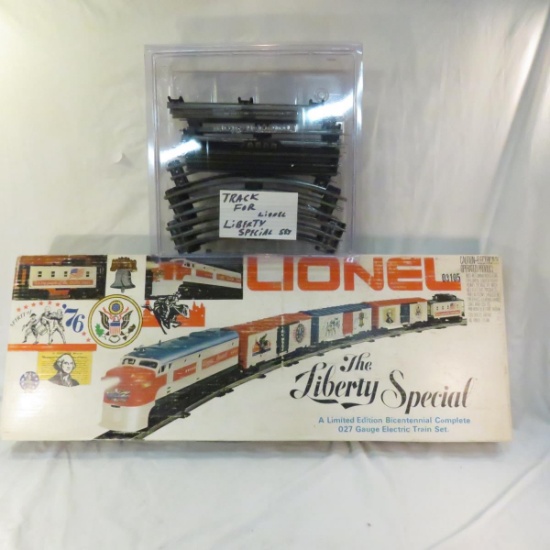 TRACK
FOR LIONEL
LIBERTY
SPECIAL SET
LIONEL
76
The
Liberty Special
A Limited Edition Bicentennial Complete
027 Gauge Electric Train Set.